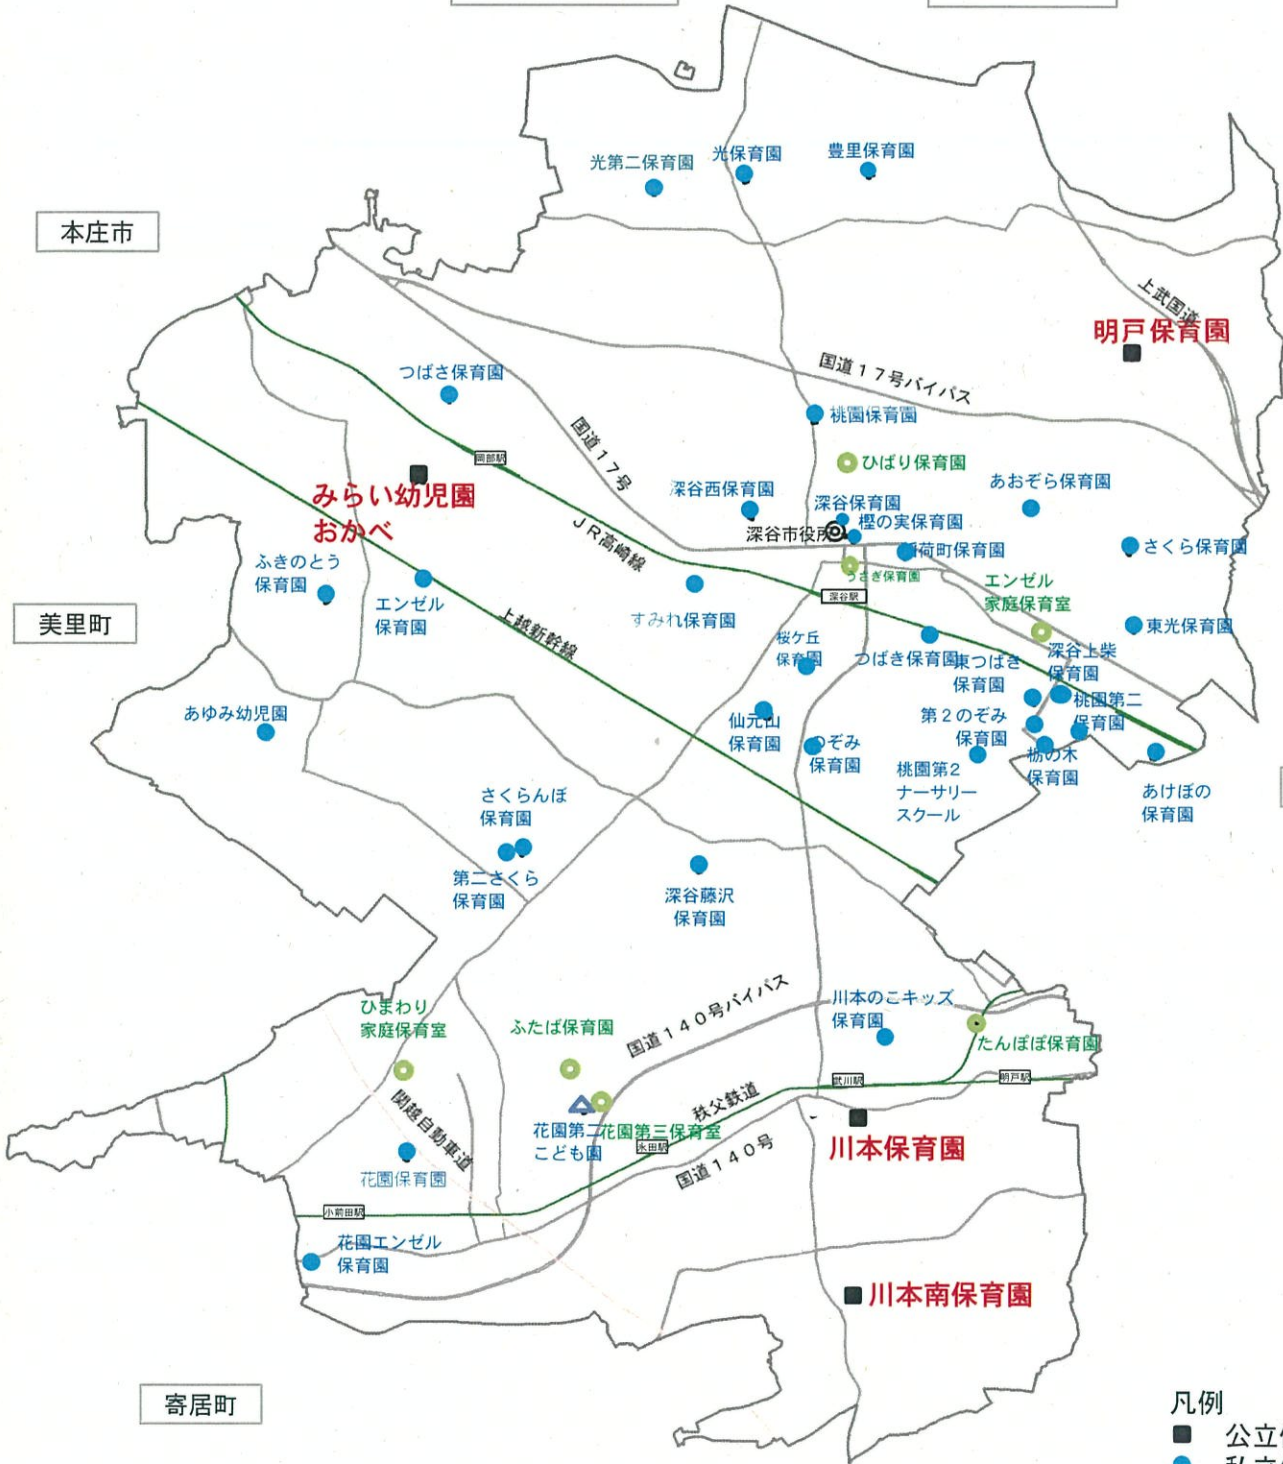 光第二保育園
光保育園
豊里保育園
本庄市
上武国道
明戸保育園
国道17号バイパス
つばさ保育園
桃園保育園
国道17号
岡部駅
ひばり保育園
みらい幼児園
おかべ
深谷西保育園
深谷保育園
あおぞら保育園
樫の実保育園
深谷市役所
稲荷町保育園
さくら保育園
JR高崎線
ふきのとう
保育園
エンゼル
保育園
うさぎ保育園
エンゼル
家庭保育室
深谷駅
美里町
すみれ保育園
上越新幹線
東光保育園
桜ケ丘
保育園
つばき保育園
東つばき
保育園
深谷上柴
保育園
あゆみ幼児園
仙元山
保育園
のぞみ
保育園
第2のぞみ
保育園
桃園第二
保育園
栃の木
保育園
桃園第2
ナーサリー
スクール
あけぼの
保育園
さくらんぼ
保育園
第二さくら
保育園
深谷藤沢
保育園
国道140号バイパス
川本のこキッズ
保育園
ひまわり
家庭保育室
ふたば保育園
たんぽぽ保育園
武川駅
明戸駅
関越自動車道
秩父鉄道
花園第二
こども園
花園第三保育室
永田駅
国道140号
川本保育園
花園保育園
小前田駅
花園エンゼル
保育園
川本南保育園
寄居町
凡例
公立
私立